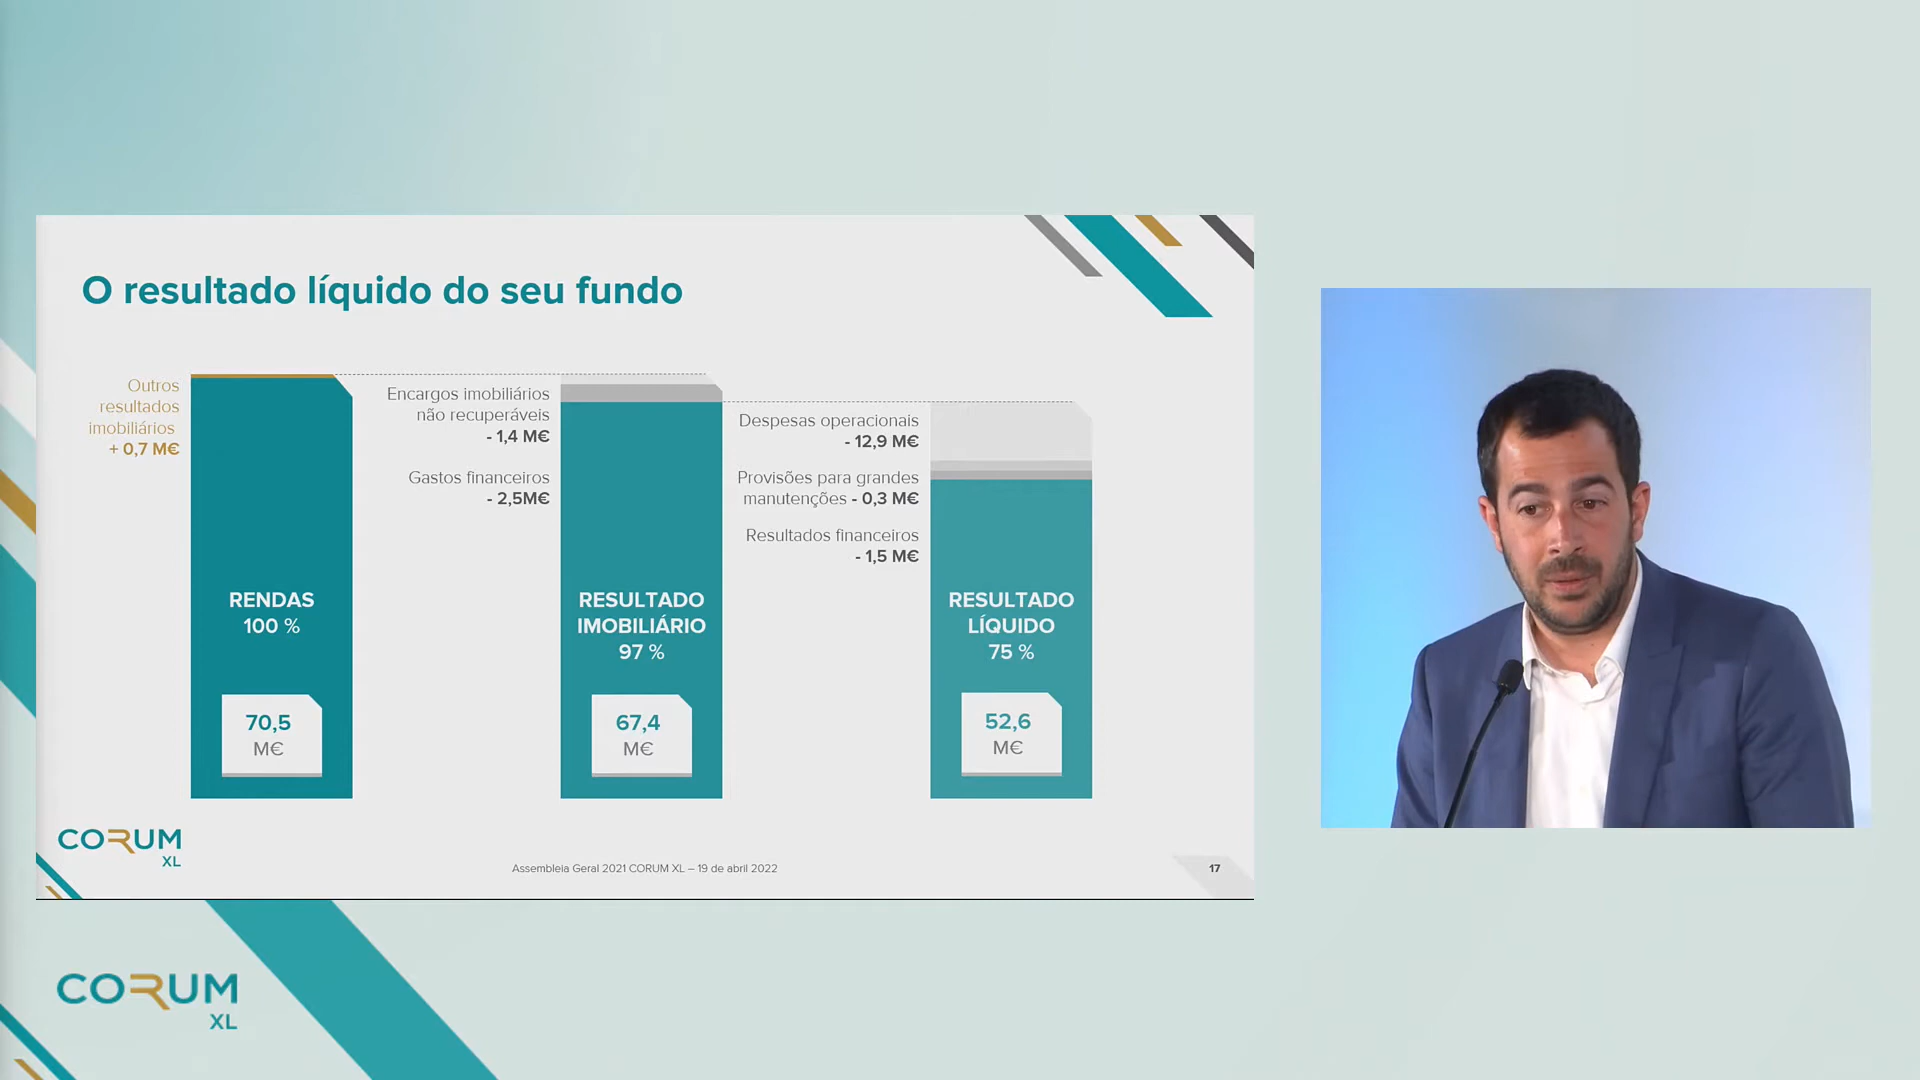 O resultado líquido do seu fundo
Outros
resultados
imobiliários
+ 0,7 M€
RENDAS
100 %
70,5
M€
Encargos imobiliários
não recuperáveis
- 1,4 M€
Gastos financeiros
- 2,5M€
RESULTADO
IMOBILIÁRIO
97 %
67,4
M€
Despesas operacionais
- 12,9 M€
Provisões para grandes
manutenções - 0,3 M€
Resultados financeiros
- 1,5 M€
RESULTADO
LÍQUIDO
75 %
52,6
M€
CORUM
XL
Assembleia Geral 2021 CORUM XL – 19 de abril 2022
17
CORUM
XL